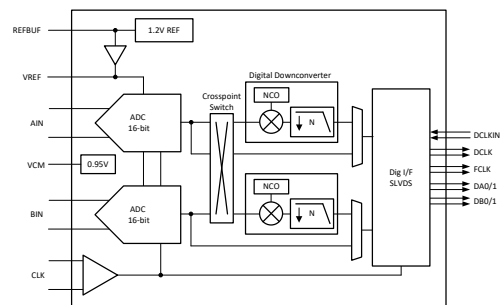 REFBUF
1.2V REF
VREF
Digital Downconverter
Crosspoint
Switch
NCO
N
ADC
16-bit
AIN
VCM
0.95V
Dig I/F
SLVDS
DCLKIN
DCLK
FCLK
DA0/1
DB0/1
NCO
N
ADC
16-bit
BIN
CLK